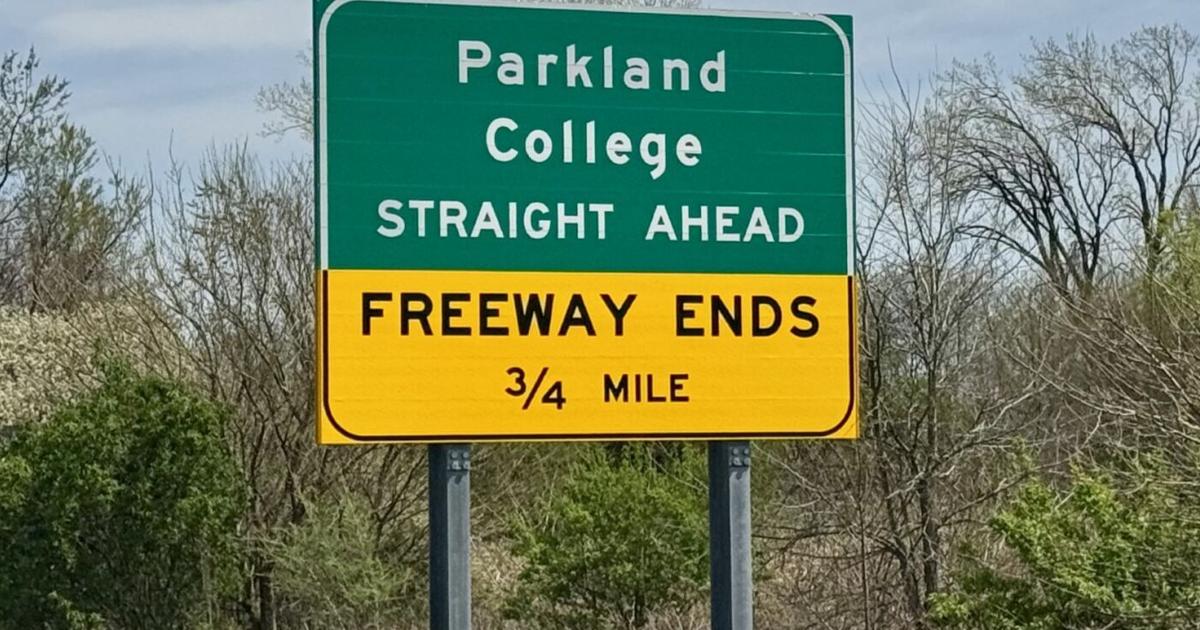 Parkland
College
STRAIGHT AHEAD
FREEWAY ENDS
3/4 MILE